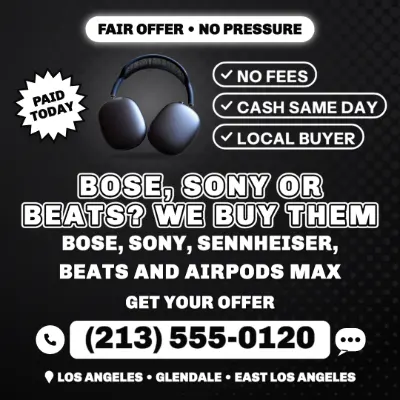 FAIR OFFER • NO PRESSURE
PAID
TODAY
NO FEES
CASH SAME DAY
LOCAL BUYER
BOSE, SONY OR
BEATS? WE BUY THEM
BOSE, SONY, SENNHEISER,
BEATS AND AIRPODS MAX
GET YOUR OFFER
(213) 555-0120
LOS ANGELES • GLENDALE • EAST LOS ANGELES